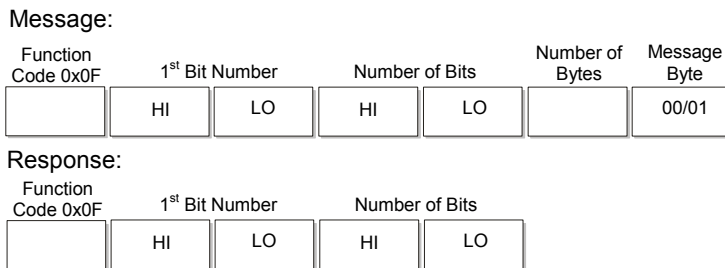 Message:
Function Code 0x0F 1st Bit Number Number of Bits Number of Bytes Message Byte
HI LO HI LO 00/01
Response:
Function Code 0x0F 1st Bit Number Number of Bits
HI LO HI LO